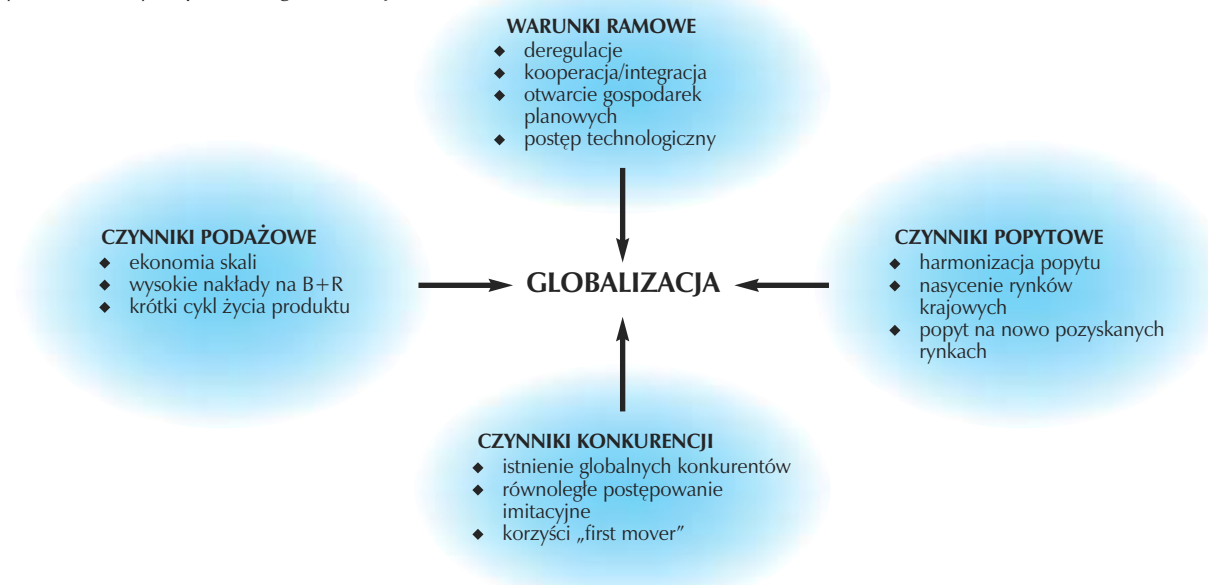 WARUNKI RAMOWE
◆ deregulacje
◆ kooperacja/integracja
◆ otwarcie gospodarek
planowych
◆ postęp technologiczny
CZYNNIKI PODAŻOWE
◆ ekonomia skali
◆ wysokie nakłady na B+R
◆ krótki cykl życia produktu
GLOBALIZACJA
CZYNNIKI POPYTOWE
◆ harmonizacja popytu
◆ nasycenie rynków
krajowych
◆ popyt na nowo pozyskanych
rynkach
CZYNNIKI KONKURENCJI
◆ istnienie globalnych konkurentów
◆ równoległe postępowanie
imitacyjne
◆ korzyści „first mover”